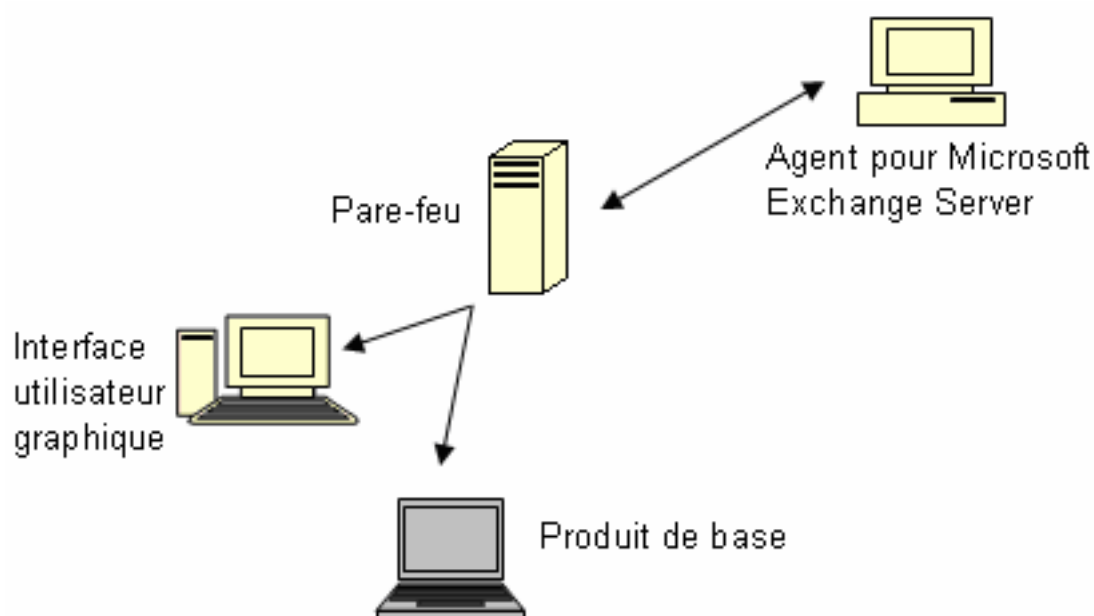 Agent pour Microsoft
Exchange Server
Pare-feu
Interface
utilisateur
graphique
Produit de base